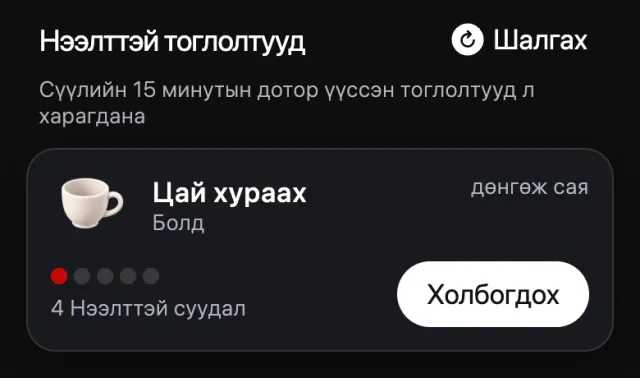 Нээлттэй тоглолтууд
Шалгах
Сүүлийн 15 минутын дотор үүссэн тоглолтууд л
харагдана
Цай хураах
дөнгөж сая
Болд
4 Нээлттэй суудал
Холбогдох